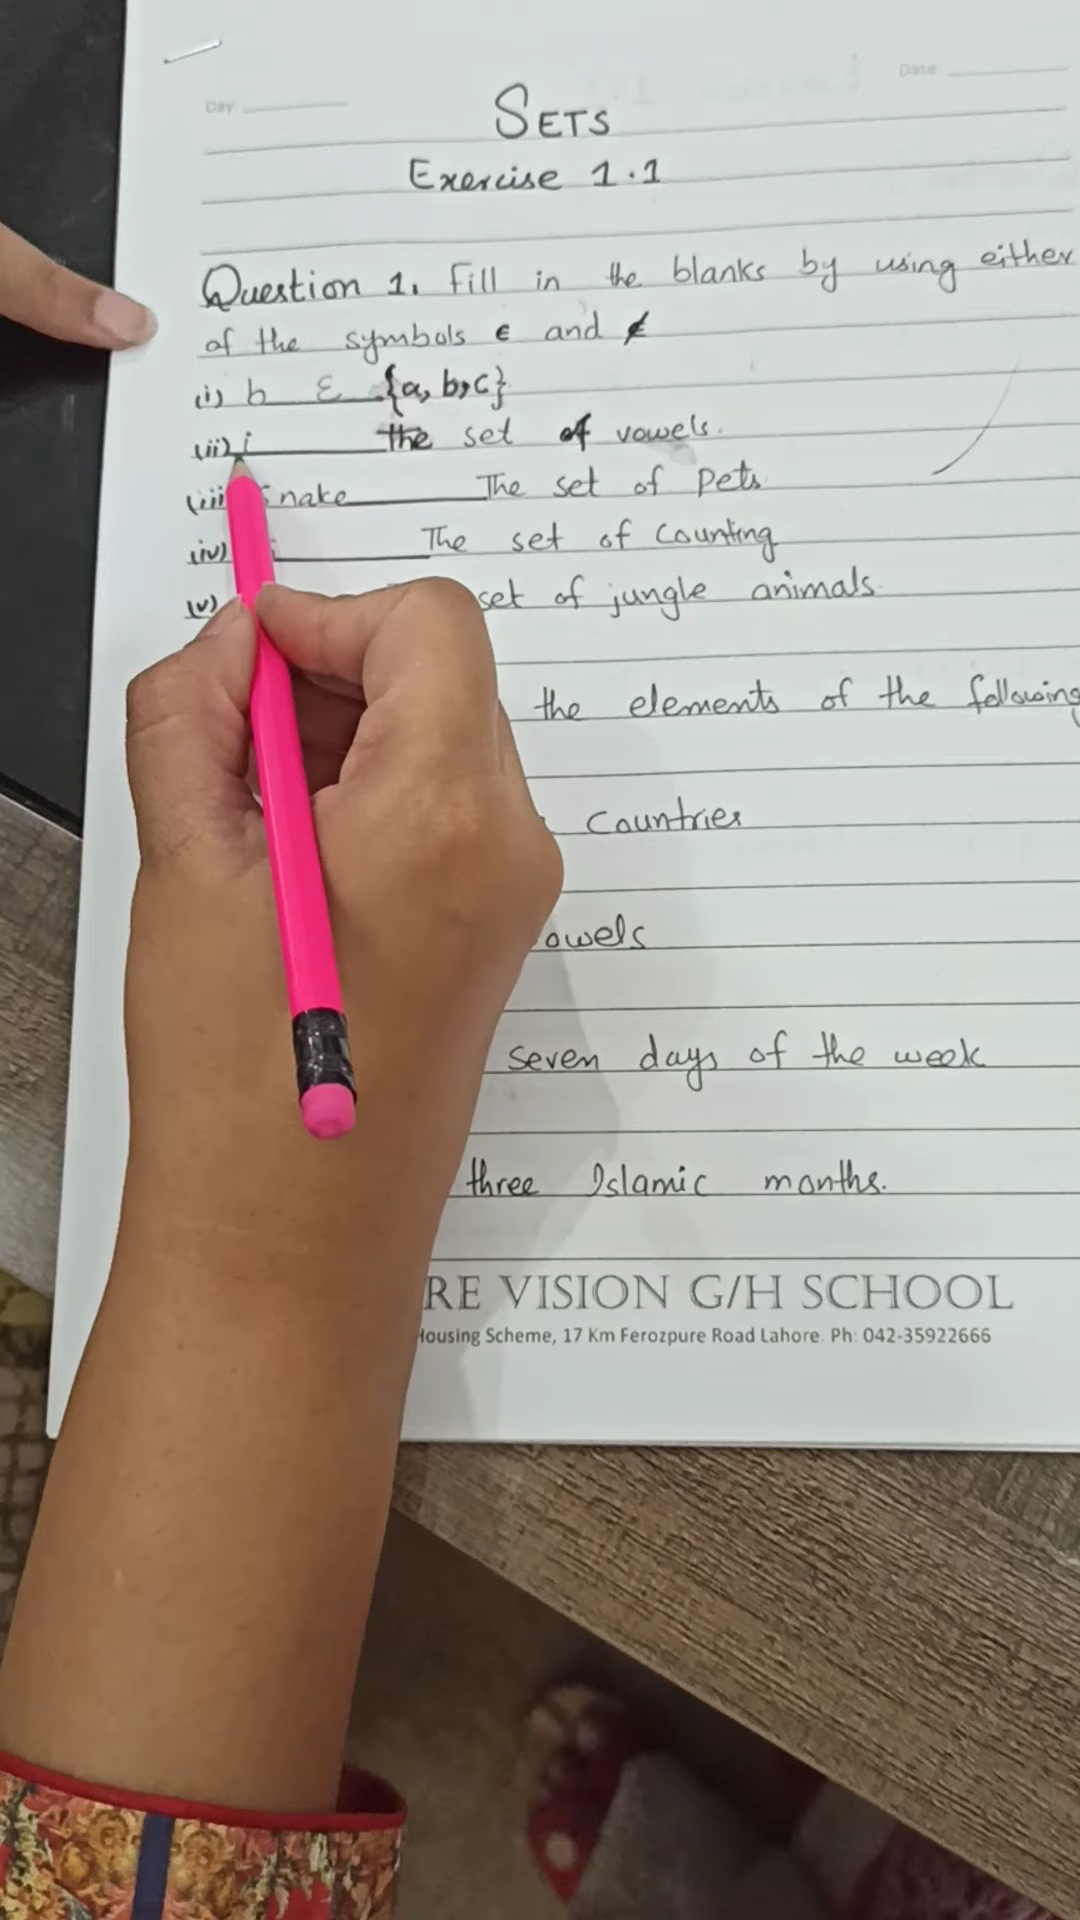 Day Date
SETS
Exercise 1.1
Question 1. Fill in the blanks by using either
of the symbols ϵ and ∉
(i) b ε {a, b, c}
(ii) i the set of vowels.
(iii) Snake The set of Pets
(iv) The set of Counting
(v) set of jungle animals.
the elements of the following
Countries
owels
seven days of the week
three Islamic months.
RE VISION G/H SCHOOL
Housing Scheme, 17 Km Ferozpure Road Lahore. Ph: 042-35922666